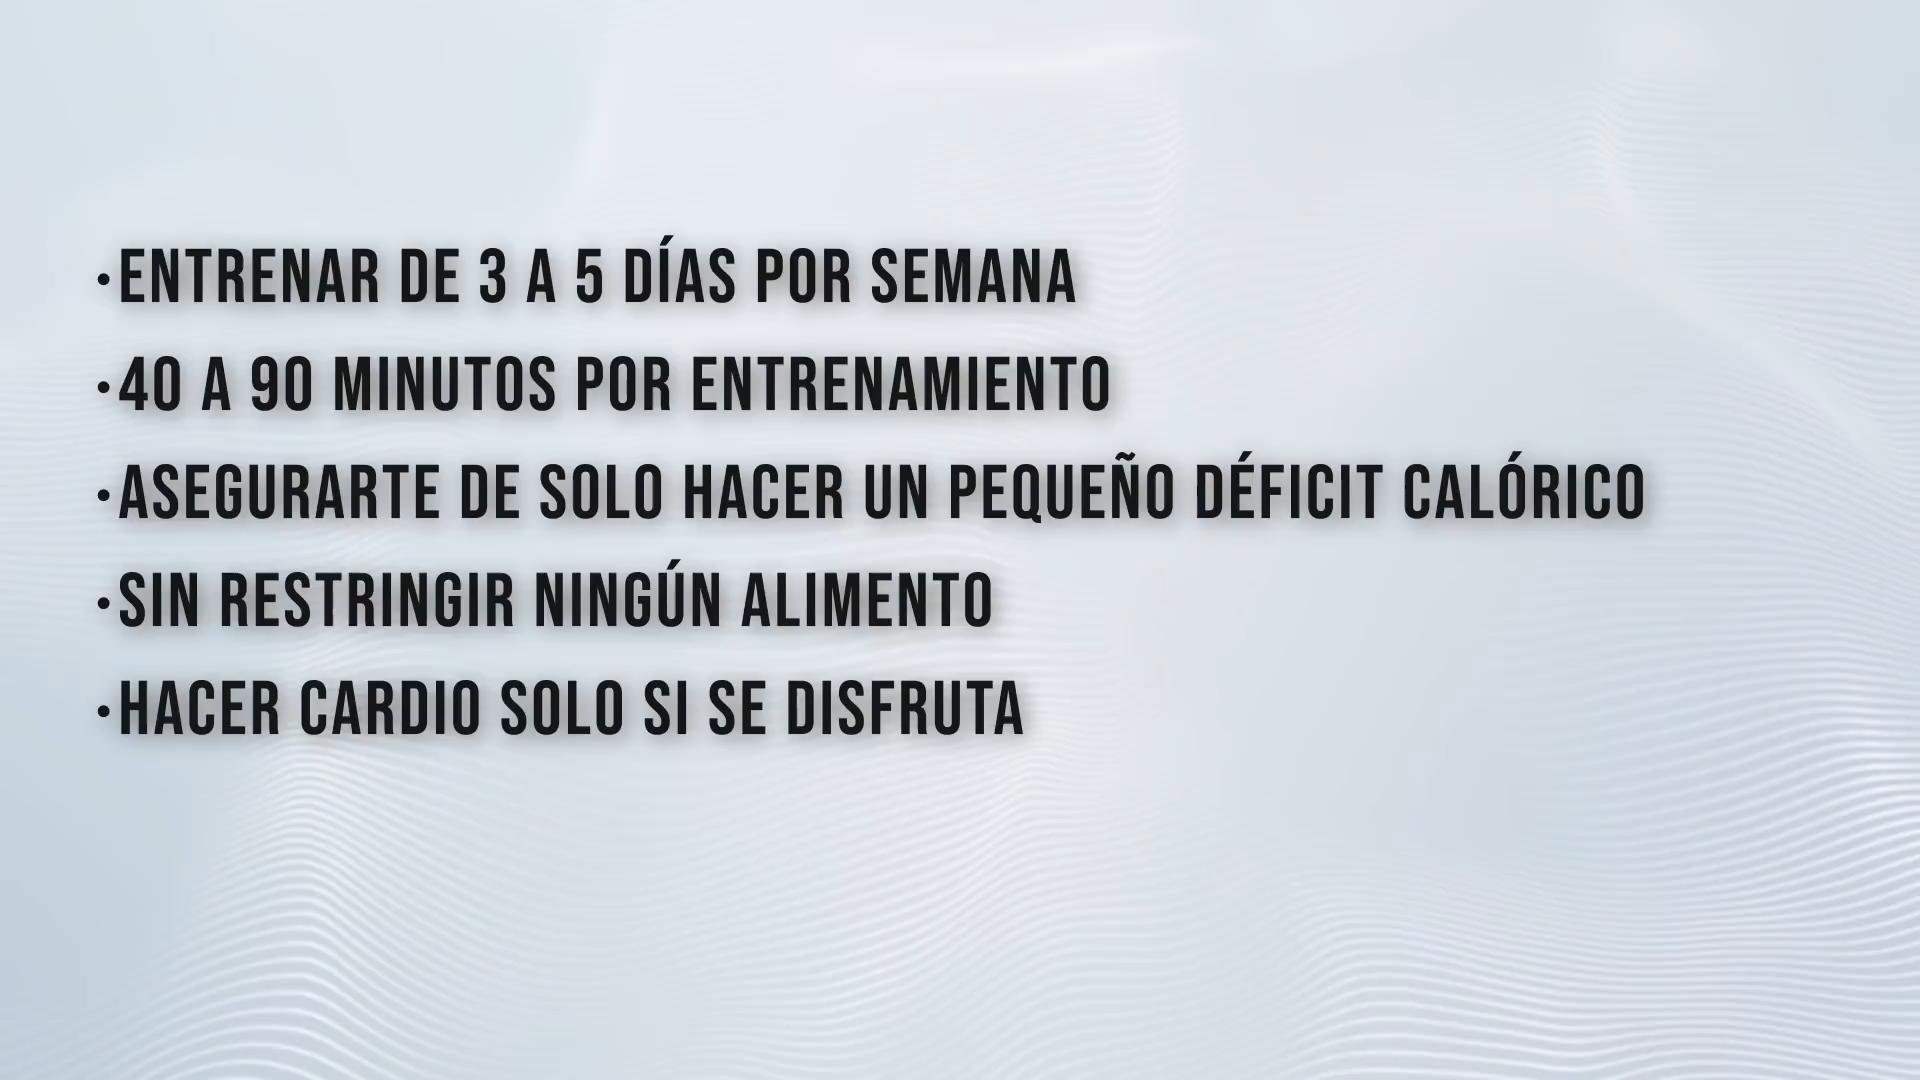 ·ENTRENAR DE 3 A 5 DÍAS POR SEMANA
·40 A 90 MINUTOS POR ENTRENAMIENTO
·ASEGURARTE DE SOLO HACER UN PEQUEÑO DÉFICIT CALÓRICO
·SIN RESTRINGIR NINGÚN ALIMENTO
·HACER CARDIO SOLO SI SE DISFRUTA